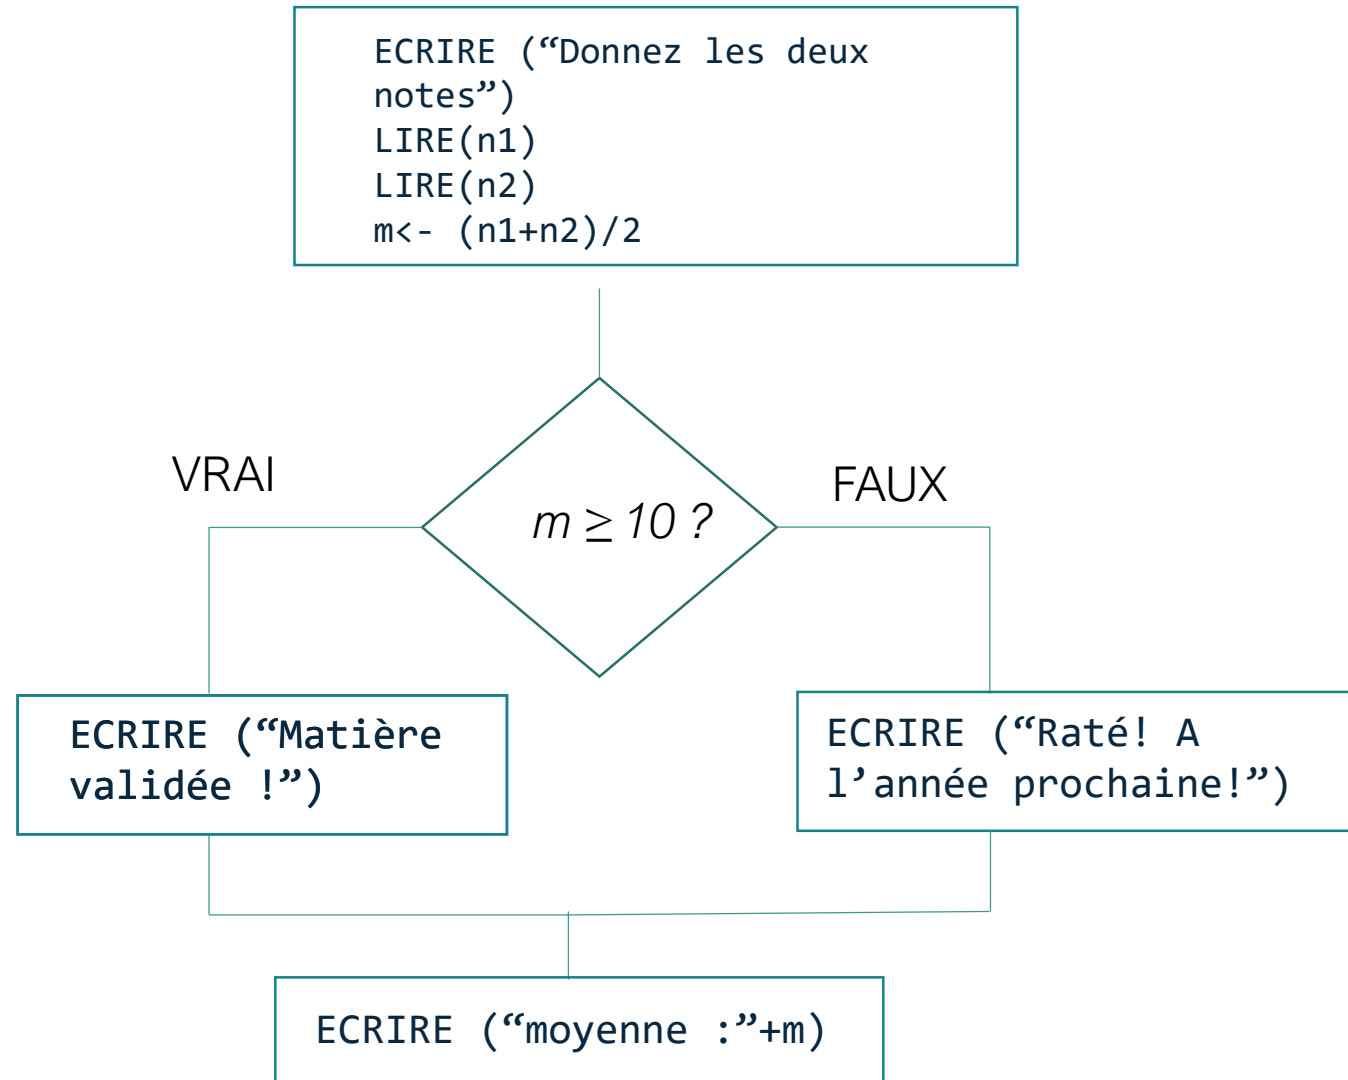 ECRIRE (“Donnez les deux
notes”)
LIRE(n1)
LIRE(n2)
m<- (n1+n2)/2
VRAI
FAUX
m ≥ 10 ?
ECRIRE (“Matière
validée !”)
ECRIRE (“Raté! A
l’année prochaine!”)
ECRIRE (“moyenne :”+m)